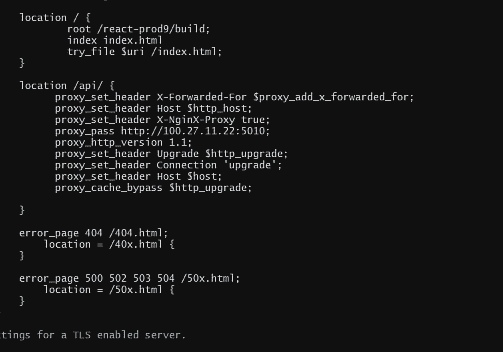 location / {
root /react-prod9/build;
index index.html
try_file $uri /index.html;
}
location /api/ {
proxy_set_header X-Forwarded-For $proxy_add_x_forwarded_for;
proxy_set_header Host $http_host;
proxy_set_header X-NginX-Proxy true;
proxy_pass http://100.27.11.22:5010;
proxy_http_version 1.1;
proxy_set_header Upgrade $http_upgrade;
proxy_set_header Connection 'upgrade';
proxy_set_header Host $host;
proxy_cache_bypass $http_upgrade;
}
error_page 404 /404.html;
location = /40x.html {
}
error_page 500 502 503 504 /50x.html;
location = /50x.html {
}
tings for a TLS enabled server.